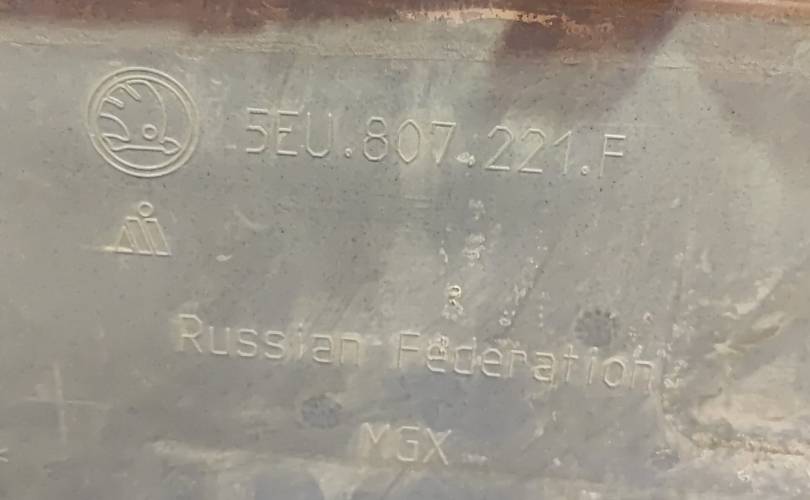 5EU.807.221.F
Russian Federation
MGX